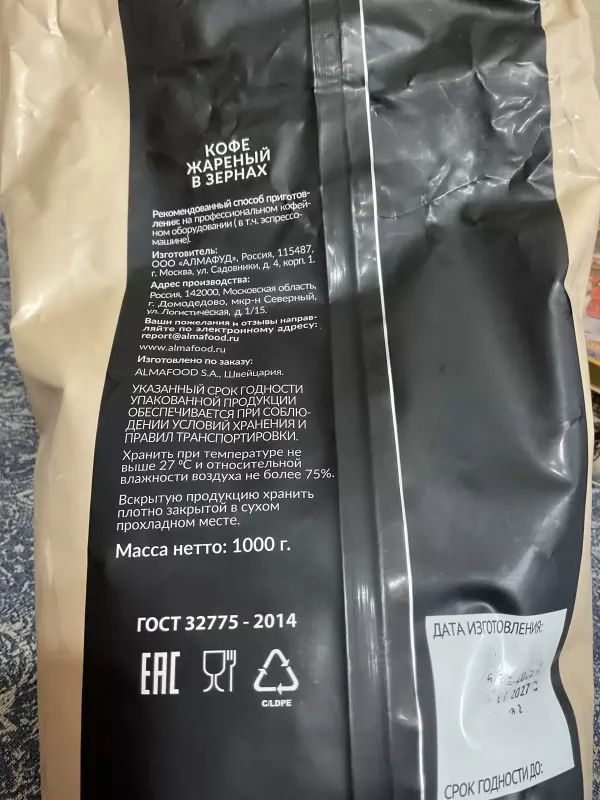 КОФЕ
ЖАРЕНЫЙ
В ЗЕРНАХ
Рекомендованный способ приготов-
ления: на профессиональном кофей-
ном оборудовании ( в т.ч. эспрессо-
машине).
Изготовитель:
ООО «АЛМАФУД», Россия, 115487,
г. Москва, ул. Садовники, д. 4, корп. 1.
Адрес производства:
Россия, 142000, Московская область,
г. Домодедово, мкр-н Северный,
ул. Логистическая, д. 1/15.
Ваши пожелания и отзывы направ-
ляйте по электронному адресу:
report@almafood.ru
www.almafood.ru
Изготовлено по заказу:
ALMAFOOD S.A., Швейцария.
УКАЗАННЫЙ СРОК ГОДНОСТИ
УПАКОВАННОЙ ПРОДУКЦИИ
ОБЕСПЕЧИВАЕТСЯ ПРИ СОБЛЮ-
ДЕНИИ УСЛОВИЙ ХРАНЕНИЯ И
ПРАВИЛ ТРАНСПОРТИРОВКИ.
Хранить при температуре не
выше 27 ⁰С и относительной
влажности воздуха не более 75%.
Вскрытую продукцию хранить
плотно закрытой в сухом
прохладном месте.
Масса нетто: 1000 г.
ГОСТ 32775 - 2014
EAC
C/LDPE
ДАТА ИЗГОТОВЛЕНИЯ:
2027
СРОК ГОДНОСТИ ДО: